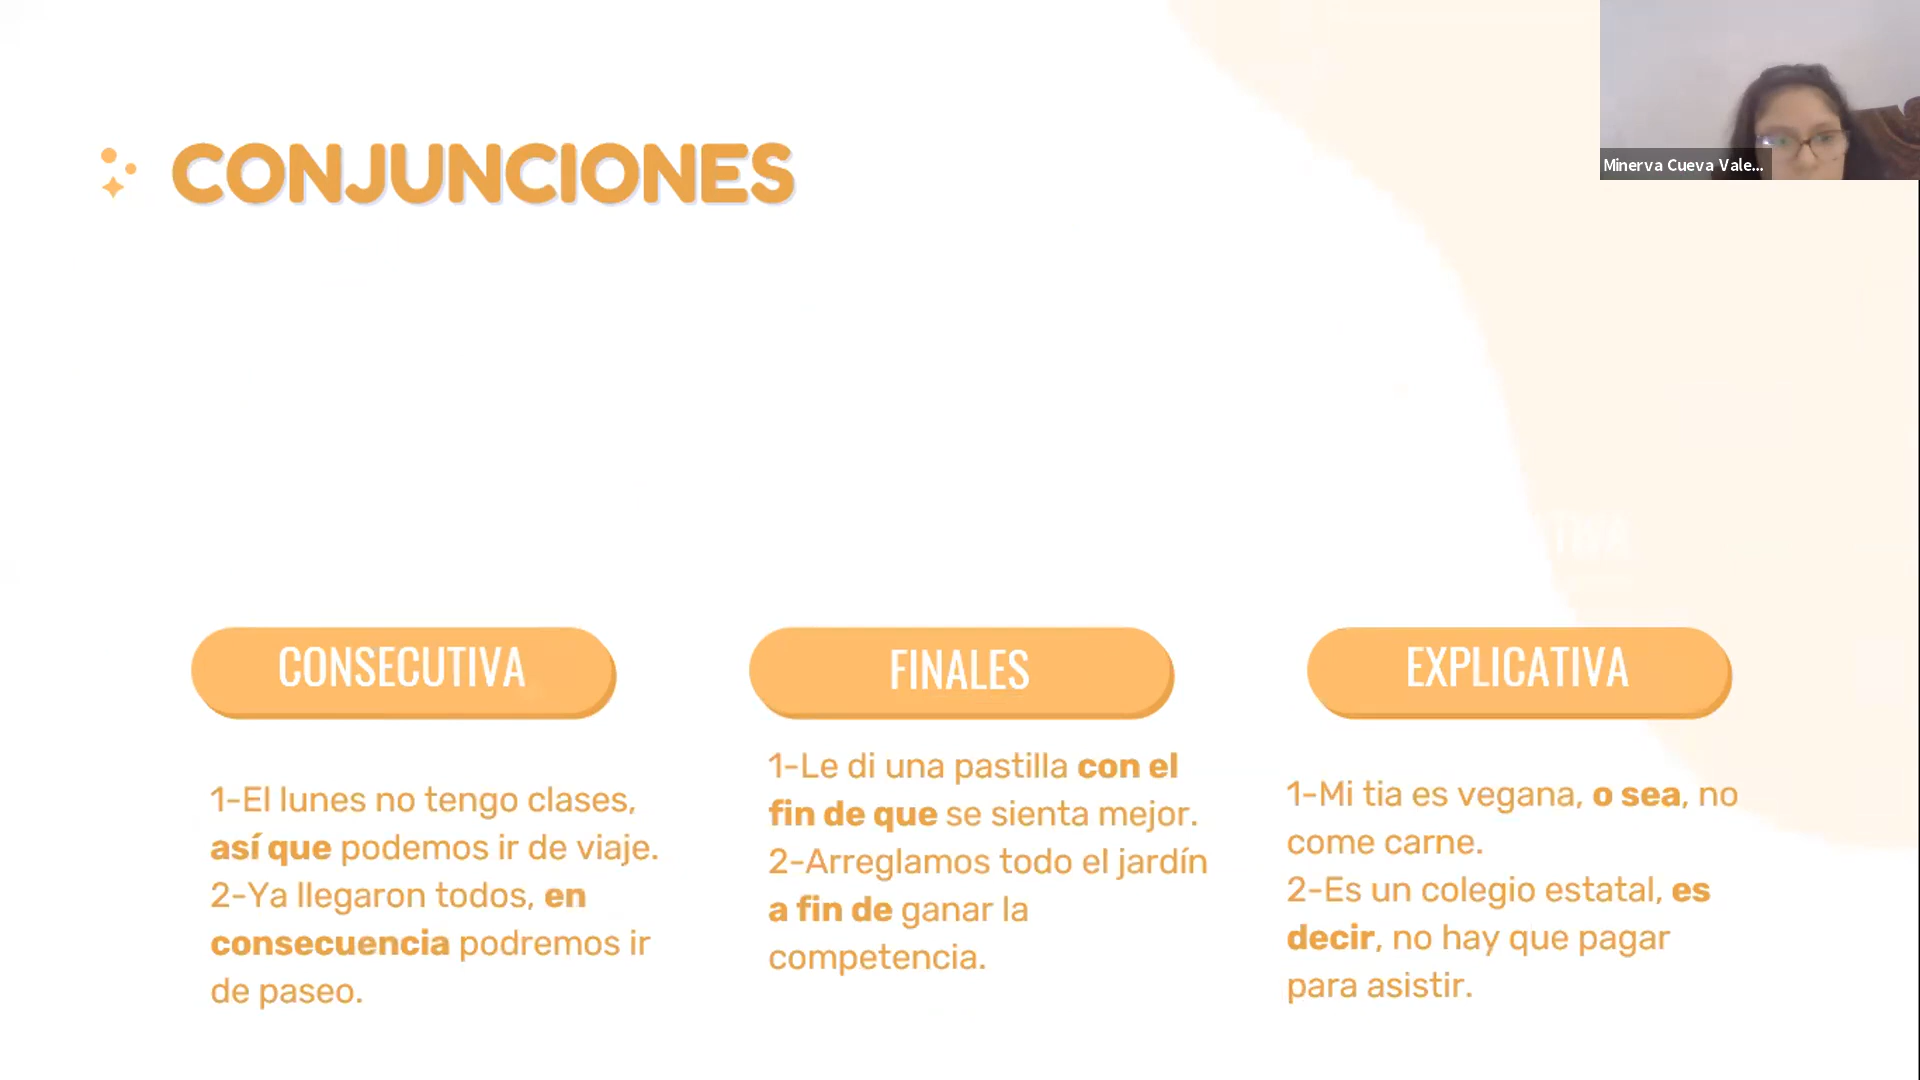 CONJUNCIONES
Minerva Cueva Vale...
CONSECUTIVA
1-El lunes no tengo clases,
así que podemos ir de viaje.
2-Ya llegaron todos, en
consecuencia podremos ir
de paseo.
FINALES
1-Le di una pastilla con el
fin de que se sienta mejor.
2-Arreglamos todo el jardín
a fin de ganar la
competencia.
EXPLICATIVA
1-Mi tia es vegana, o sea, no
come carne.
2-Es un colegio estatal, es
decir, no hay que pagar
para asistir.